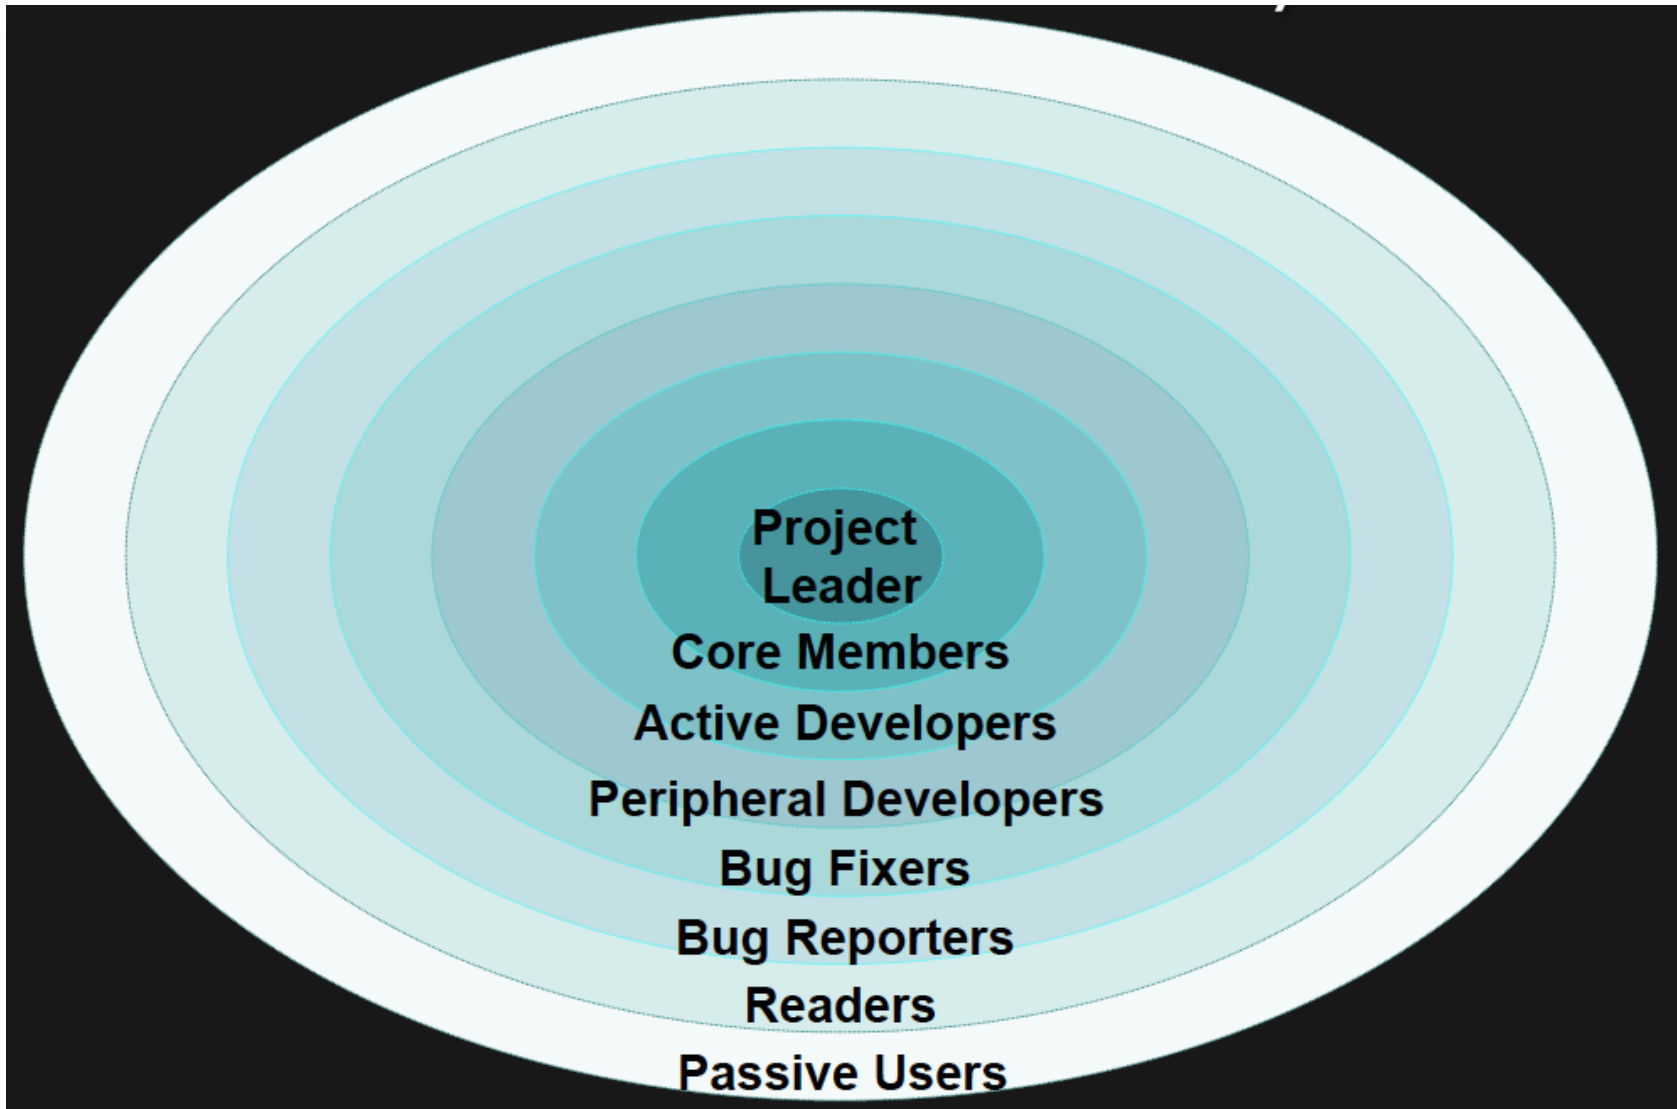 Project
Leader
Core Members
Active Developers
Peripheral Developers
Bug Fixers
Bug Reporters
Readers
Passive Users